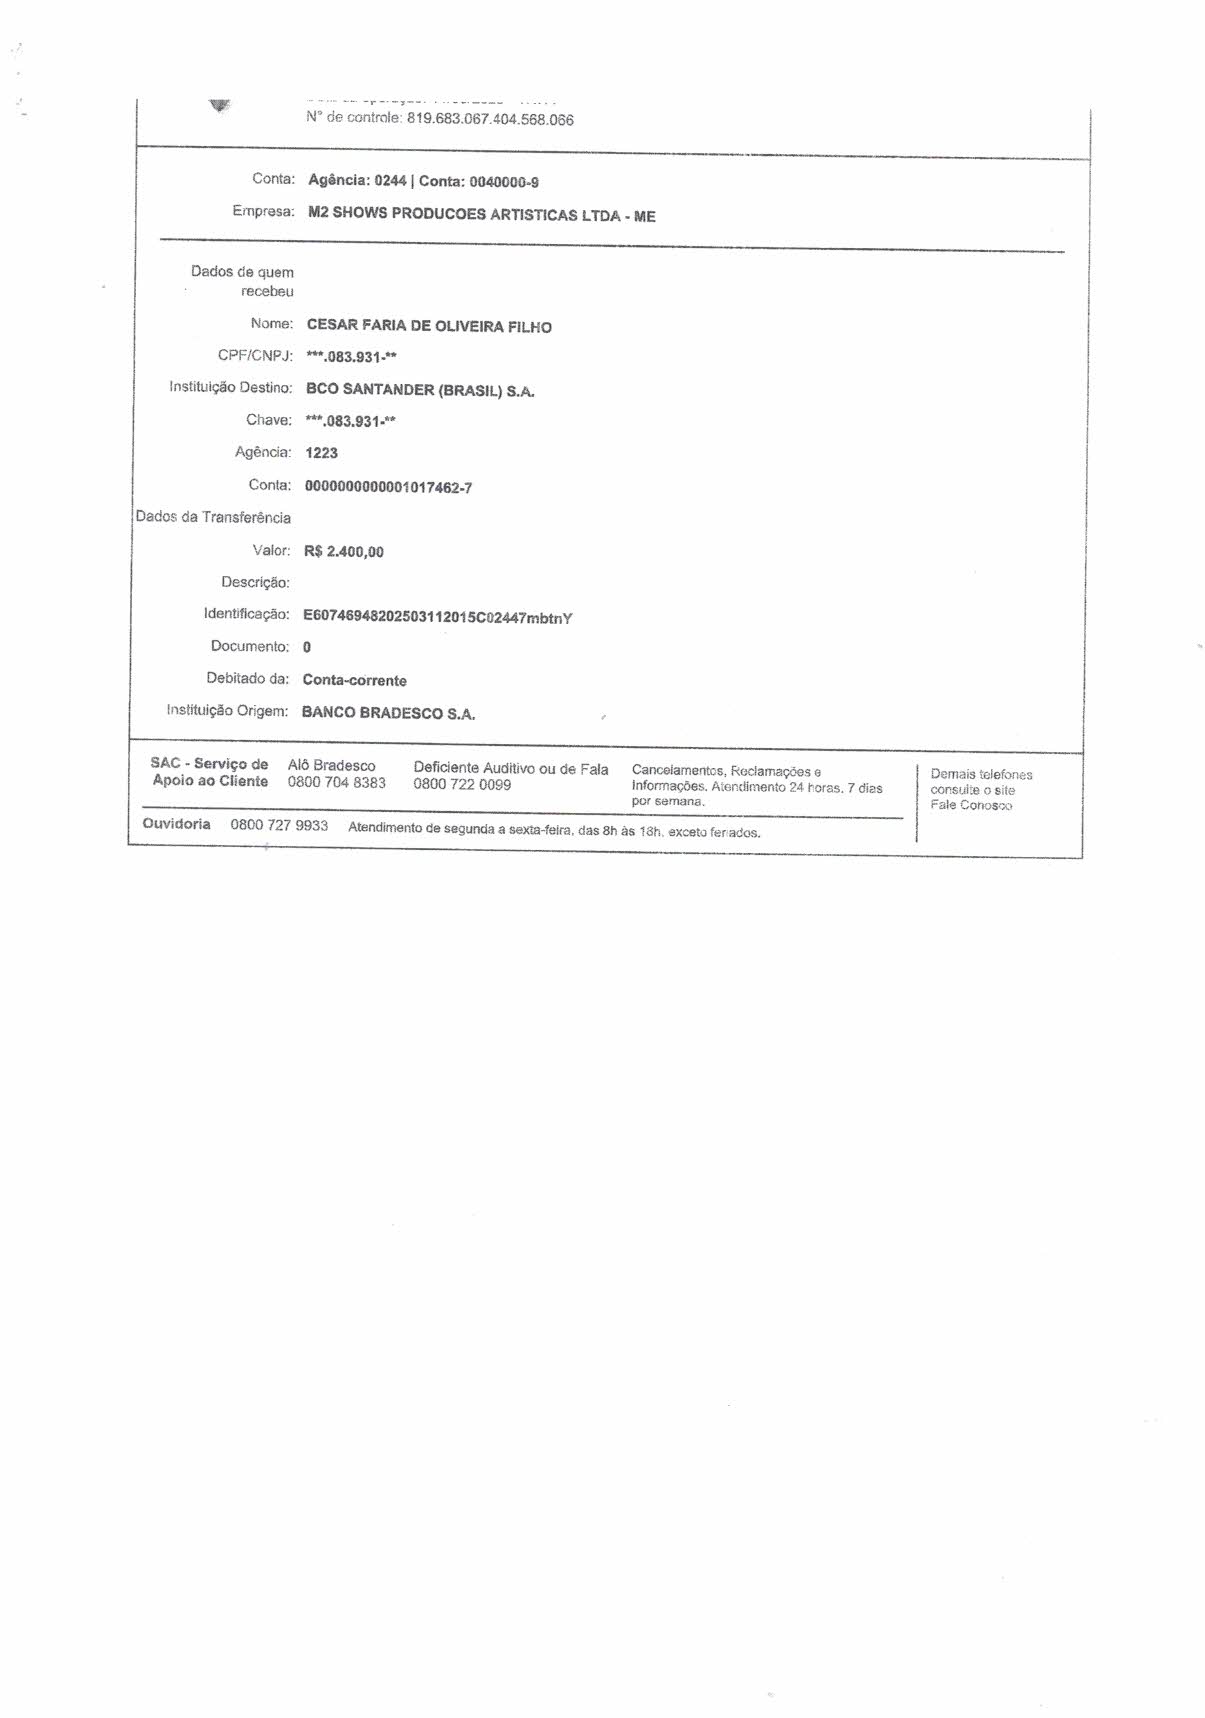 N° de controle: 819.683.067.404.568.066
Conta: Agência: 0244 | Conta: 0040000-9
Empresa: M2 SHOWS PRODUCOES ARTISTICAS LTDA - ME
Dados de quem
recebeu
Nome: CESAR FARIA DE OLIVEIRA FILHO
CPF/CNPJ: ***.083.931-**
Instituição Destino: BCO SANTANDER (BRASIL) S.A.
Chave: ***.083.931-**
Agência: 1223
Conta: 0000000000001017462-7
Dados da Transferência
Valor: R$ 2.400,00
Descrição:
Identificação: E60746948202503112015C02447mbtnY
Documento: 0
Debitado da: Conta-corrente
Instituição Origem: BANCO BRADESCO S.A.
SAC - Serviço de Apoio ao Cliente
Alô Bradesco
0800 704 8383
Deficiente Auditivo ou de Fala
0800 722 0099
Cancelamentos, Reclamações e
Informações. Atendimento 24 horas, 7 dias
por semana.
Demais telefones
consulte o site
Fale Conosco
Ouvidoria 0800 727 9933 Atendimento de segunda a sexta-feira, das 8h às 18h, exceto feriados.